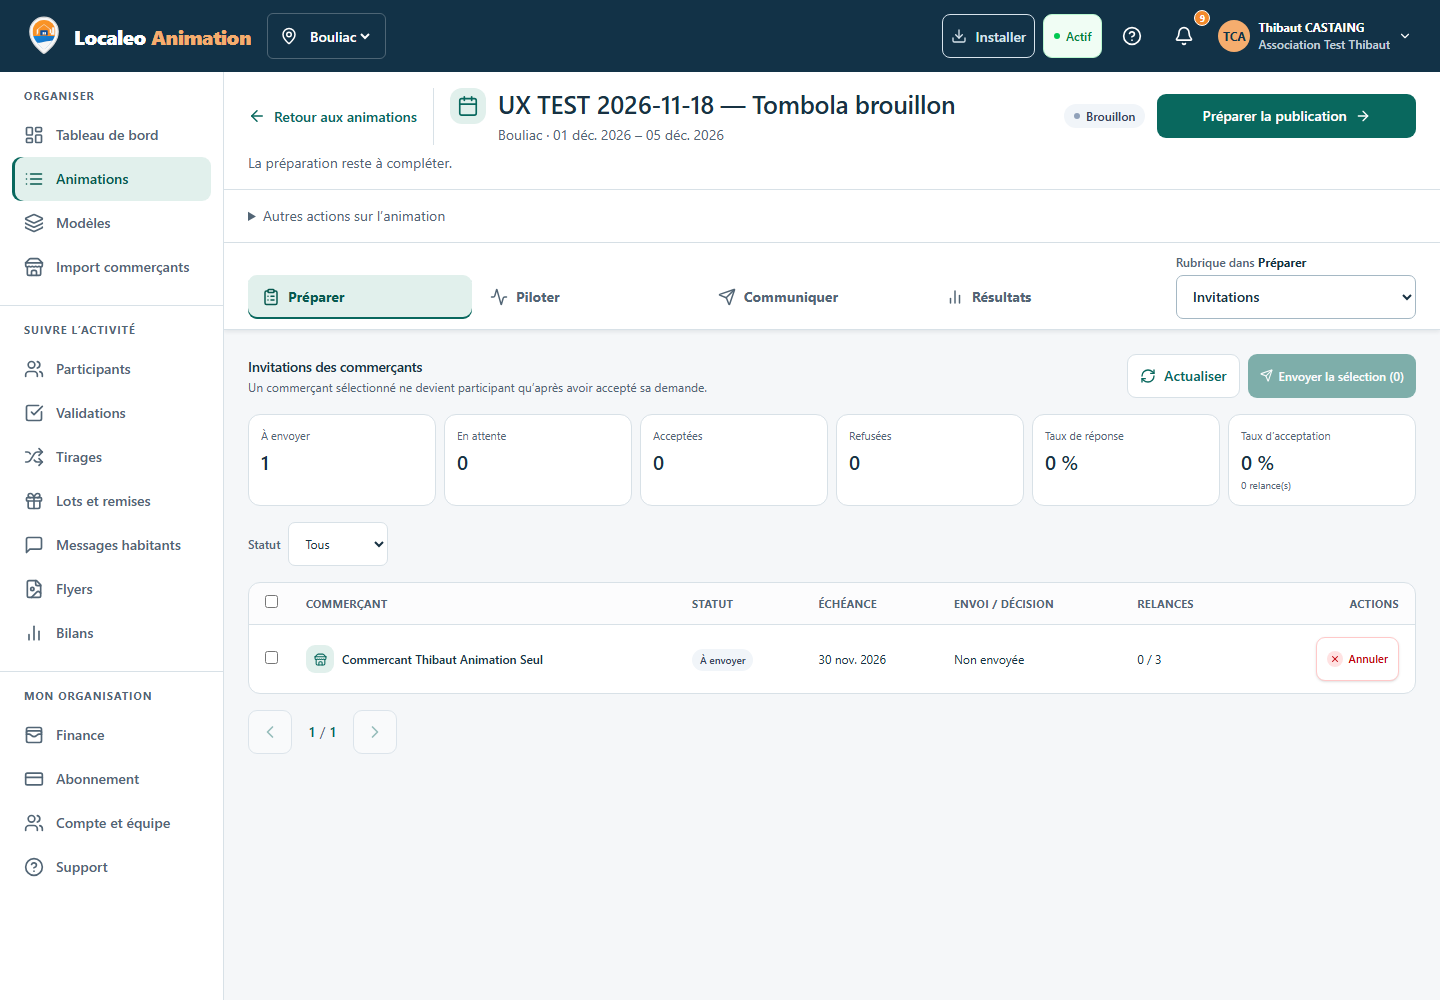 Localeo Animation
Bouliac
Installer
Actif
9
TCA
Thibaut CASTAING
Association Test Thibaut
ORGANISER
Tableau de bord
Animations
Modèles
Import commerçants
SUIVRE L'ACTIVITÉ
Participants
Validations
Tirages
Lots et remises
Messages habitants
Flyers
Bilans
MON ORGANISATION
Finance
Abonnement
Compte et équipe
Support
Retour aux animations
UX TEST 2026-11-18 — Tombola brouillon
Bouliac · 01 déc. 2026 – 05 déc. 2026
Brouillon
Préparer la publication
La préparation reste à compléter.
Autres actions sur l'animation
Préparer
Piloter
Communiquer
Résultats
Rubrique dans Préparer
Invitations
Invitations des commerçants
Un commerçant sélectionné ne devient participant qu'après avoir accepté sa demande.
Actualiser
Envoyer la sélection (0)
À envoyer
1
En attente
0
Acceptées
0
Refusées
0
Taux de réponse
0 %
Taux d'acceptation
0 %
0 relance(s)
Statut
Tous
COMMERÇANT STATUT ÉCHÉANCE ENVOI / DÉCISION RELANCES ACTIONS
Commercant Thibaut Animation Seul À envoyer 30 nov. 2026 Non envoyée 0 / 3 Annuler
1 / 1